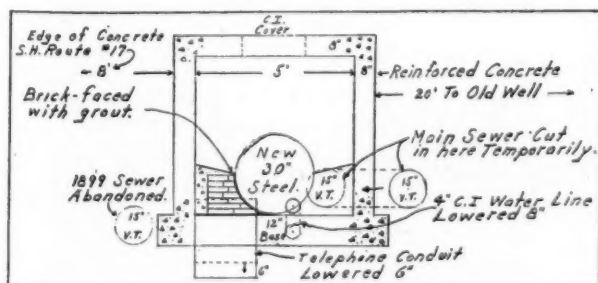 C.I.
Cover
Edge of Concrete
S.H. Route #17
8'
8"
5'
8"
Reinforced Concrete
20' To Old Well
Brick-faced
with grout.
New
30"
Steel.
Main Sewer Cut
in here Temporarily.
15"
V.T.
15"
V.T.
1899 Sewer
Abandoned.
15"
V.T.
4" C.I Water Line
Lowered 8"
12"
Base
6"
Telephone Conduit
Lowered 6"